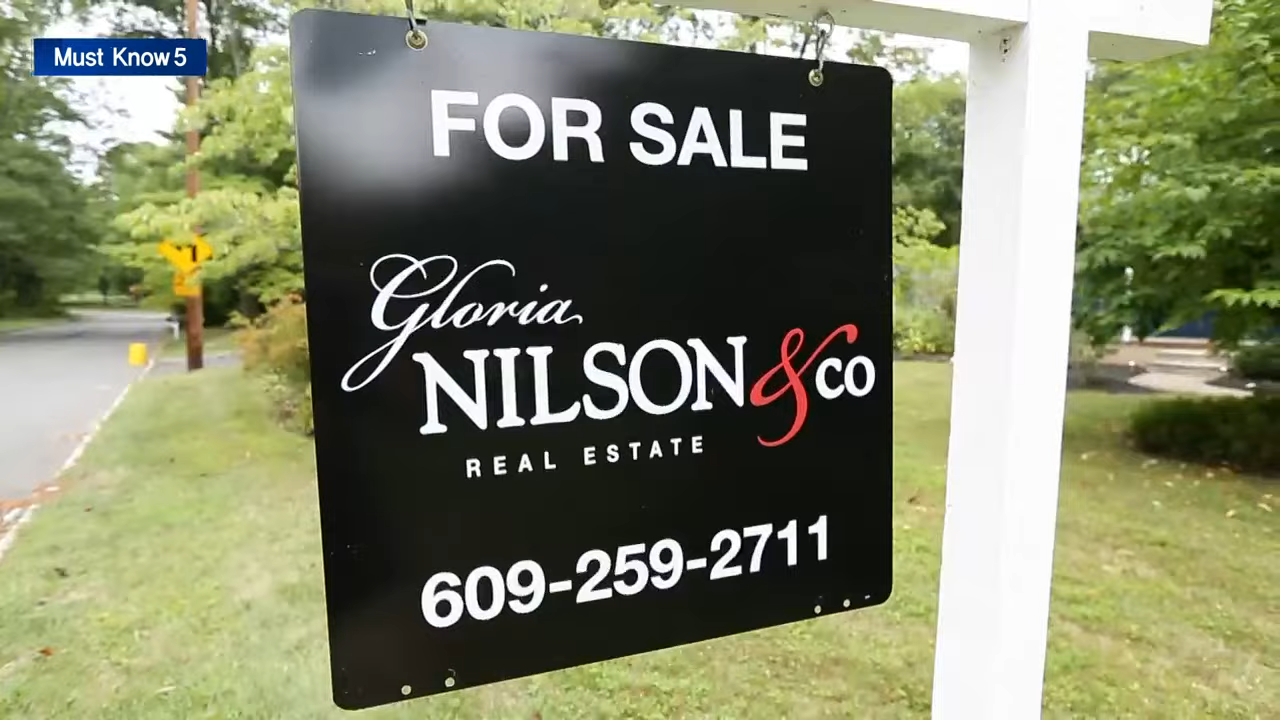 Must Know 5
FOR SALE
Gloria
NILSON & CO
REAL ESTATE
609-259-2711